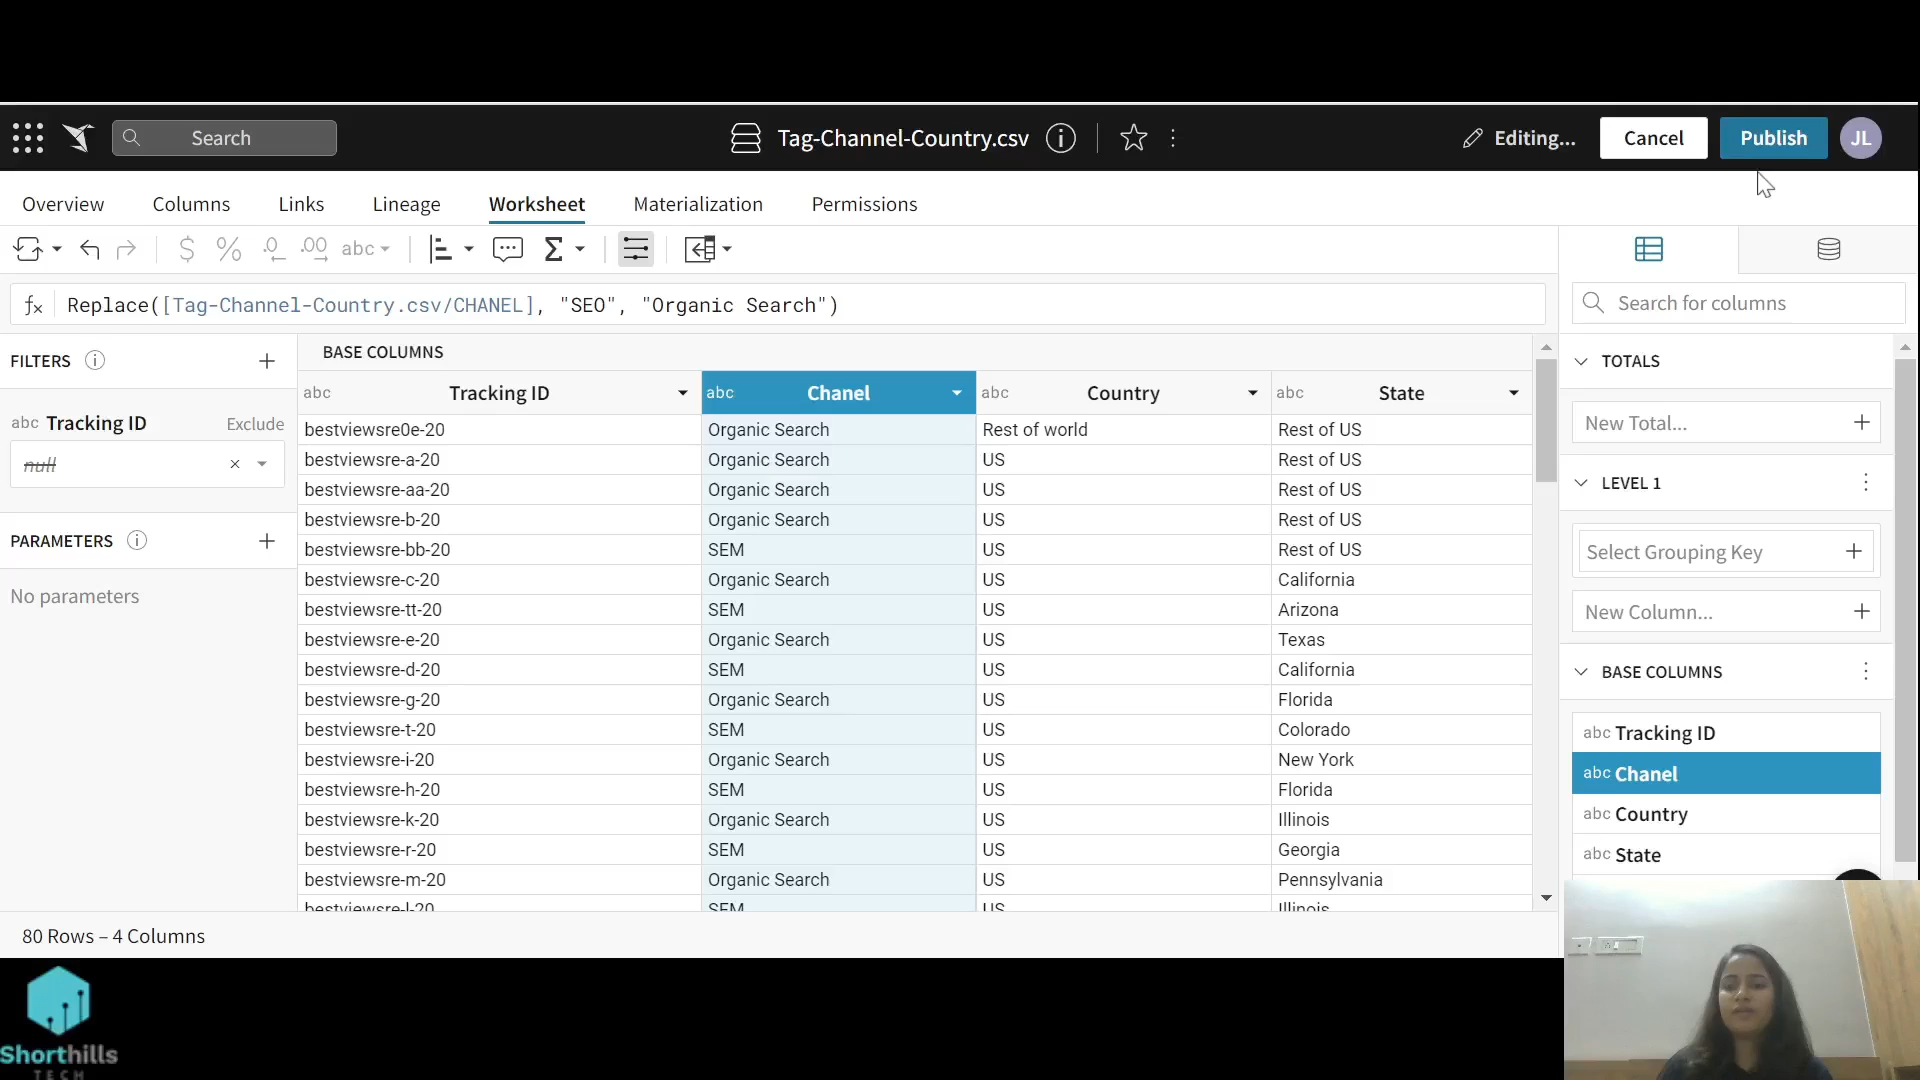 Search
Tag-Channel-Country.csv
Editing...
Cancel
Publish
JL
Overview
Columns
Links
Lineage
Worksheet
Materialization
Permissions
$ % .0 .00 abc
fx Replace([Tag-Channel-Country.csv/CHANEL], "SEO", "Organic Search")
Search for columns
FILTERS
abc Tracking ID Exclude
null
PARAMETERS
No parameters
BASE COLUMNS
abc Tracking ID abc Chanel abc Country abc State
bestviewsre0e-20 Organic Search Rest of world Rest of US
bestviewsre-a-20 Organic Search US Rest of US
bestviewsre-aa-20 Organic Search US Rest of US
bestviewsre-b-20 Organic Search US Rest of US
bestviewsre-bb-20 SEM US Rest of US
bestviewsre-c-20 Organic Search US California
bestviewsre-tt-20 SEM US Arizona
bestviewsre-e-20 Organic Search US Texas
bestviewsre-d-20 SEM US California
bestviewsre-g-20 Organic Search US Florida
bestviewsre-t-20 SEM US Colorado
bestviewsre-i-20 Organic Search US New York
bestviewsre-h-20 SEM US Florida
bestviewsre-k-20 Organic Search US Illinois
bestviewsre-r-20 SEM US Georgia
bestviewsre-m-20 Organic Search US Pennsylvania
bestviewsre-l-20 SEM US Illinois
80 Rows – 4 Columns
TOTALS
New Total...
LEVEL 1
Select Grouping Key
New Column...
BASE COLUMNS
abc Tracking ID
abc Chanel
abc Country
abc State
Shorthills
TECH